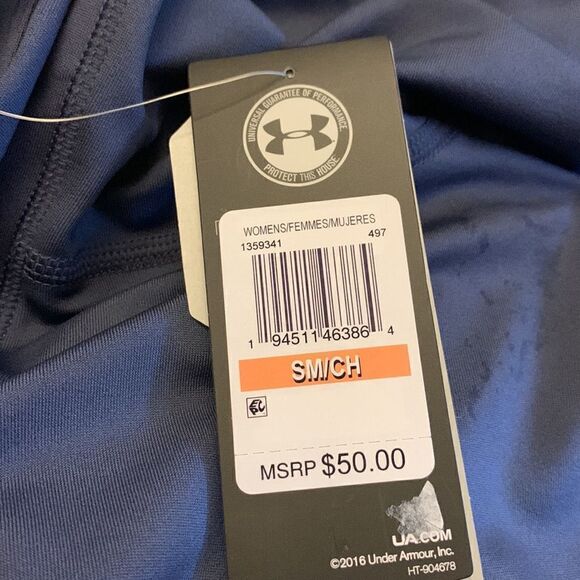 UNIVERSAL GUARANTEE OF PERFORMANCE
PROTECT THIS HOUSE
WOMENS/FEMMES/MUJERES
1359341 497
1 94511 46386 4
SM/CH
MSRP $50.00
UA.COM
©2016 Under Armour, Inc.
HT-904678